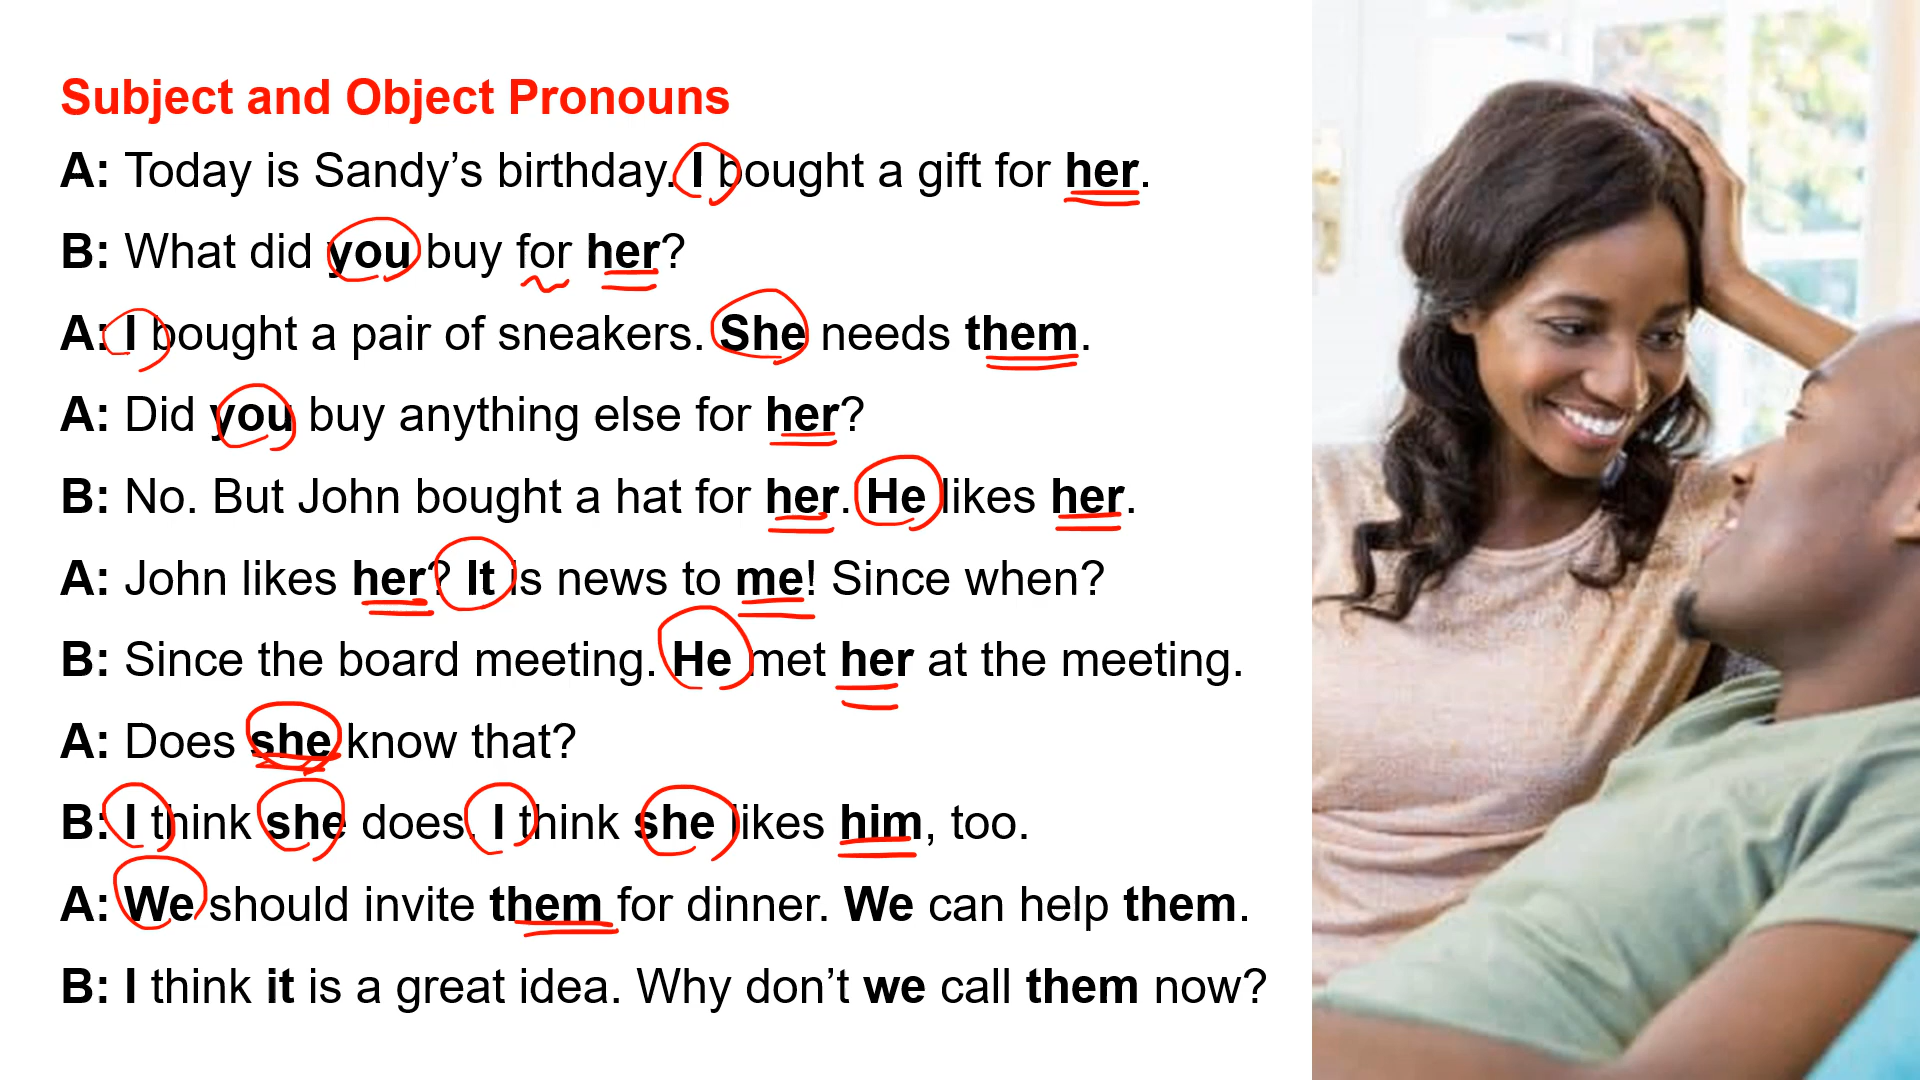 Subject and Object Pronouns
A: Today is Sandy’s birthday. I bought a gift for her.
B: What did you buy for her?
A: I bought a pair of sneakers. She needs them.
A: Did you buy anything else for her?
B: No. But John bought a hat for her. He likes her.
A: John likes her? It is news to me! Since when?
B: Since the board meeting. He met her at the meeting.
A: Does she know that?
B: I think she does. I think she likes him, too.
A: We should invite them for dinner. We can help them.
B: I think it is a great idea. Why don’t we call them now?